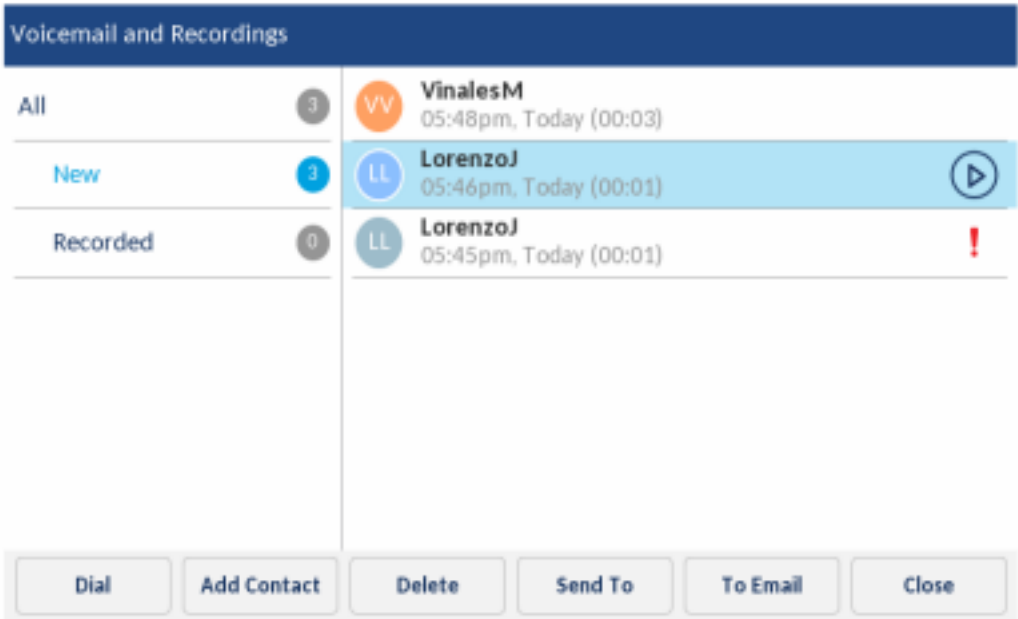 Voicemail and Recordings
All 3
New 3
Recorded 0
VV VinalesM
05:48pm, Today (00:03)
LL LorenzoJ
05:46pm, Today (00:01)
LL LorenzoJ
05:45pm, Today (00:01)
!
Dial Add Contact Delete Send To To Email Close